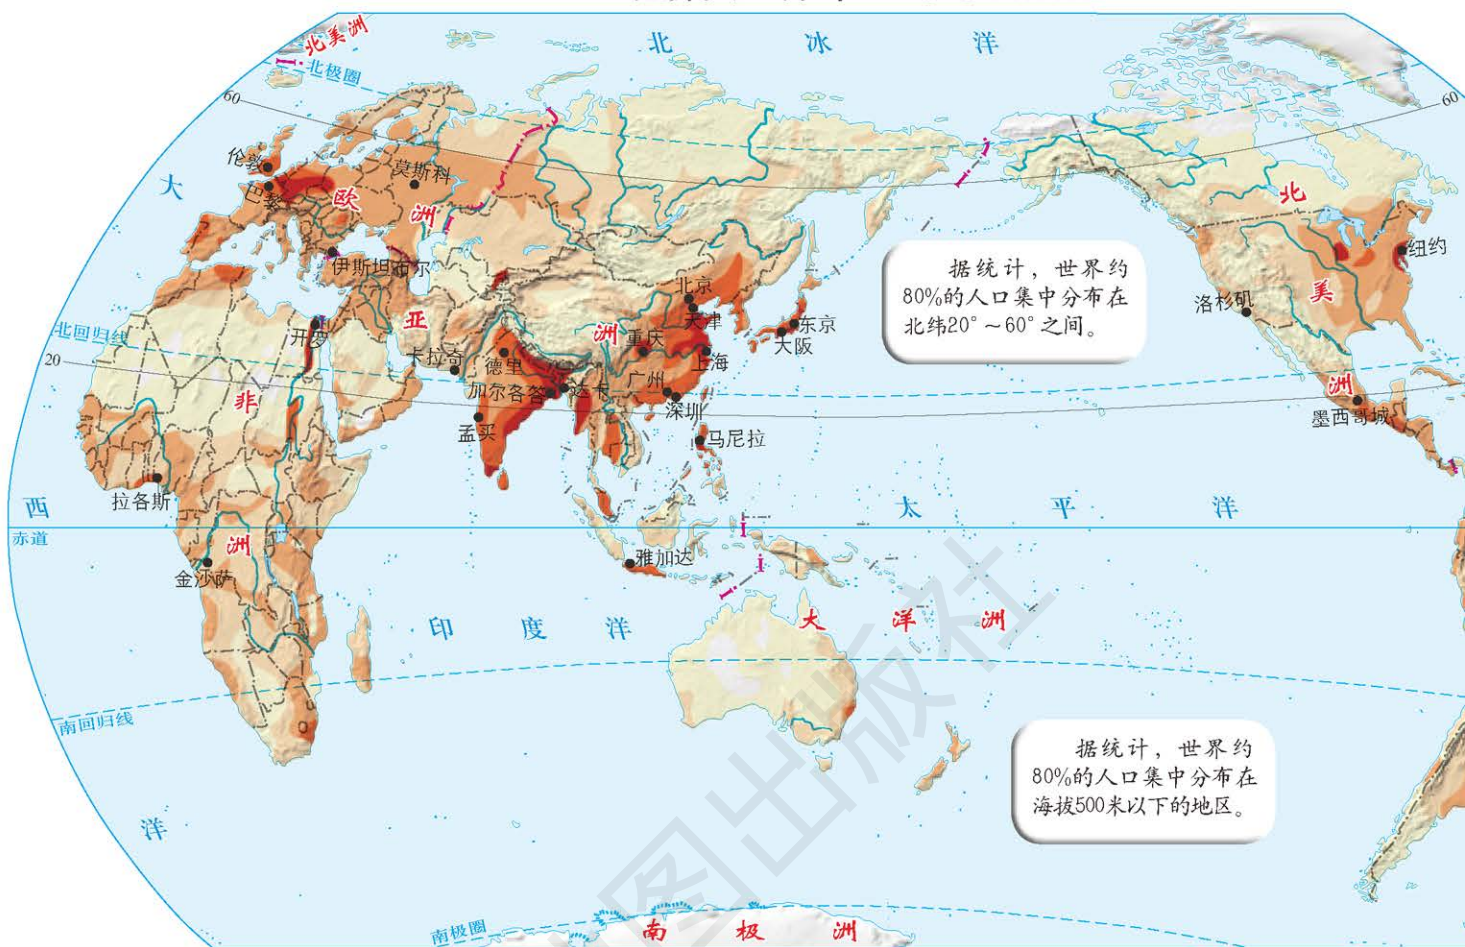 北美洲
北极圈
北 冰 洋
60
60
伦敦
巴黎
莫斯科
欧 洲
大
北
纽约
伊斯坦布尔
据统计，世界约
80%的人口集中分布在
北纬20°～60°之间。
北京
天津
美
洛杉矶
亚 洲
北回归线
开罗
重庆
东京
大阪
20
卡拉奇
德里
上海
加尔各答
达卡
广州
深圳
洲
非
孟买
马尼拉
墨西哥城
拉各斯
西
太 平 洋
赤道
洲
雅加达
金沙萨
印 度 洋
大 洋 洲
南回归线
据统计，世界约
80%的人口集中分布在
海拔500米以下的地区。
洋
图出版社
南极圈
南 极 洲